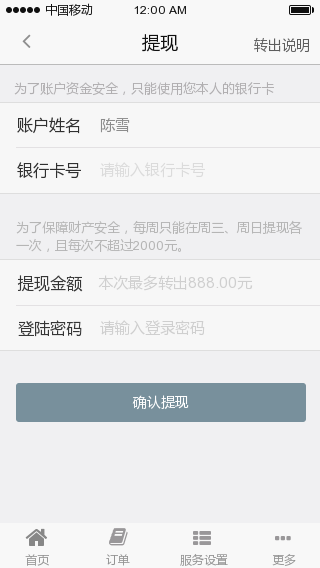 中国移动 12:00 AM
提现 转出说明
为了账户资金安全，只能使用您本人的银行卡
账户姓名 陈雪
银行卡号 请输入银行卡号
为了保障财产安全，每周只能在周三、周日提现各
一次，且每次不超过2000元。
提现金额 本次最多转出888.00元
登陆密码 请输入登录密码
确认提现
首页 订单 服务设置 更多